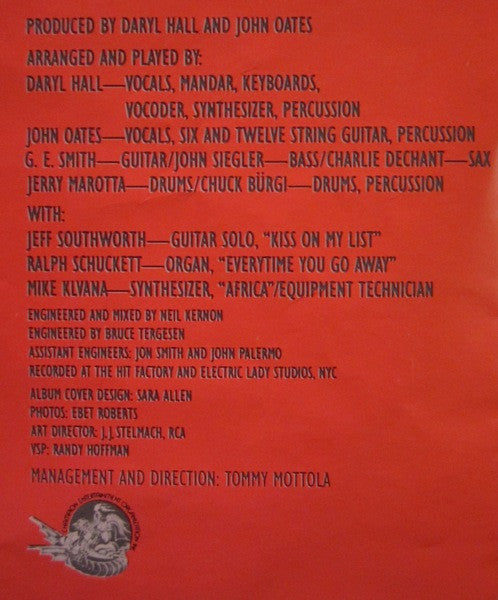 PRODUCED BY DARYL HALL AND JOHN OATES
ARRANGED AND PLAYED BY:
DARYL HALL—VOCALS, MANDAR, KEYBOARDS,
VOCODER, SYNTHESIZER, PERCUSSION
JOHN OATES—VOCALS, SIX AND TWELVE STRING GUITAR, PERCUSSION
G. E. SMITH—GUITAR/JOHN SIEGLER—BASS/CHARLIE DECHANT—SAX
JERRY MAROTTA—DRUMS/CHUCK BÜRGI—DRUMS, PERCUSSION
WITH:
JEFF SOUTHWORTH—GUITAR SOLO, “KISS ON MY LIST”
RALPH SCHUCKETT—ORGAN, “EVERYTIME YOU GO AWAY”
MIKE KLVANA—SYNTHESIZER, “AFRICA”/EQUIPMENT TECHNICIAN
ENGINEERED AND MIXED BY NEIL KERNON
ENGINEERED BY BRUCE TERGESEN
ASSISTANT ENGINEERS: JON SMITH AND JOHN PALERMO
RECORDED AT THE HIT FACTORY AND ELECTRIC LADY STUDIOS, NYC
ALBUM COVER DESIGN: SARA ALLEN
PHOTOS: EBET ROBERTS
ART DIRECTOR: J.J. STELMACH, RCA
VSP: RANDY HOFFMAN
MANAGEMENT AND DIRECTION: TOMMY MOTTOLA
CHAMPION ENTERTAINMENT ORGANIZATION INC